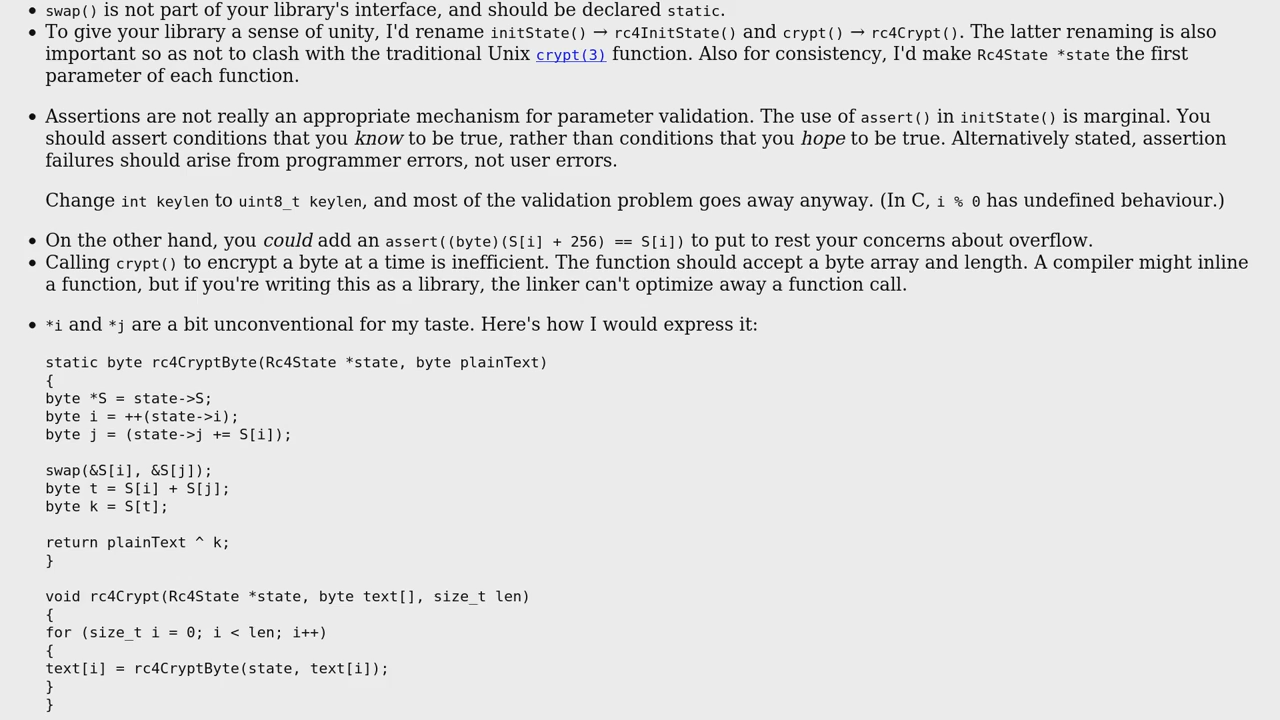 • swap() is not part of your library's interface, and should be declared static.
• To give your library a sense of unity, I'd rename initState() → rc4InitState() and crypt() → rc4Crypt(). The latter renaming is also
important so as not to clash with the traditional Unix crypt(3) function. Also for consistency, I'd make Rc4State *state the first
parameter of each function.
• Assertions are not really an appropriate mechanism for parameter validation. The use of assert() in initState() is marginal. You
should assert conditions that you know to be true, rather than conditions that you hope to be true. Alternatively stated, assertion
failures should arise from programmer errors, not user errors.
Change int keylen to uint8_t keylen, and most of the validation problem goes away anyway. (In C, i % 0 has undefined behaviour.)
• On the other hand, you could add an assert((byte)(S[i] + 256) == S[i]) to put to rest your concerns about overflow.
• Calling crypt() to encrypt a byte at a time is inefficient. The function should accept a byte array and length. A compiler might inline
a function, but if you're writing this as a library, the linker can't optimize away a function call.
• *i and *j are a bit unconventional for my taste. Here's how I would express it:
static byte rc4CryptByte(Rc4State *state, byte plainText)
{
byte *S = state->S;
byte i = ++(state->i);
byte j = (state->j += S[i]);
swap(&S[i], &S[j]);
byte t = S[i] + S[j];
byte k = S[t];
return plainText ^ k;
}
void rc4Crypt(Rc4State *state, byte text[], size_t len)
{
for (size_t i = 0; i < len; i++)
{
text[i] = rc4CryptByte(state, text[i]);
}
}